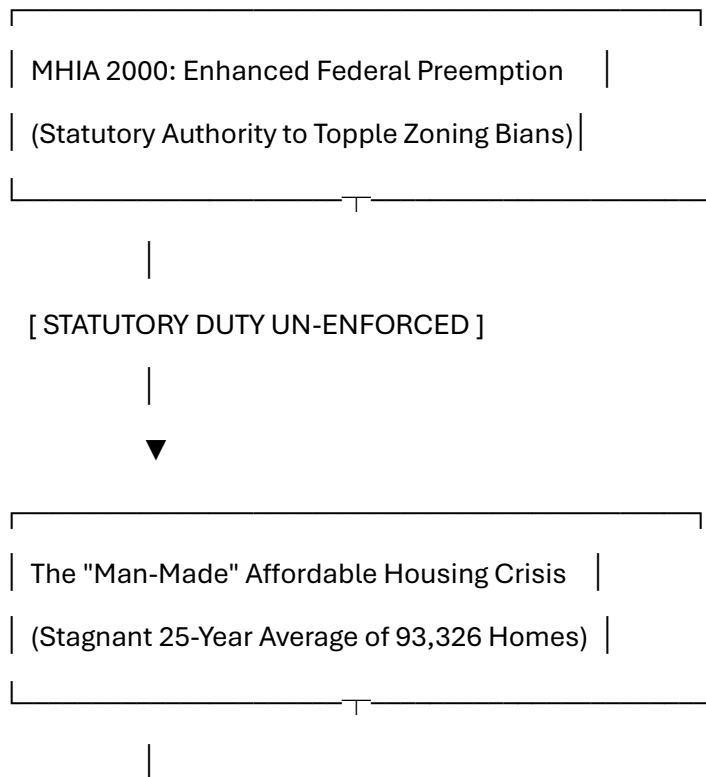 MHIA 2000: Enhanced Federal Preemption
(Statutory Authority to Topple Zoning Bians)
[ STATUTORY DUTY UN-ENFORCED ]
The "Man-Made" Affordable Housing Crisis
(Stagnant 25-Year Average of 93,326 Homes)